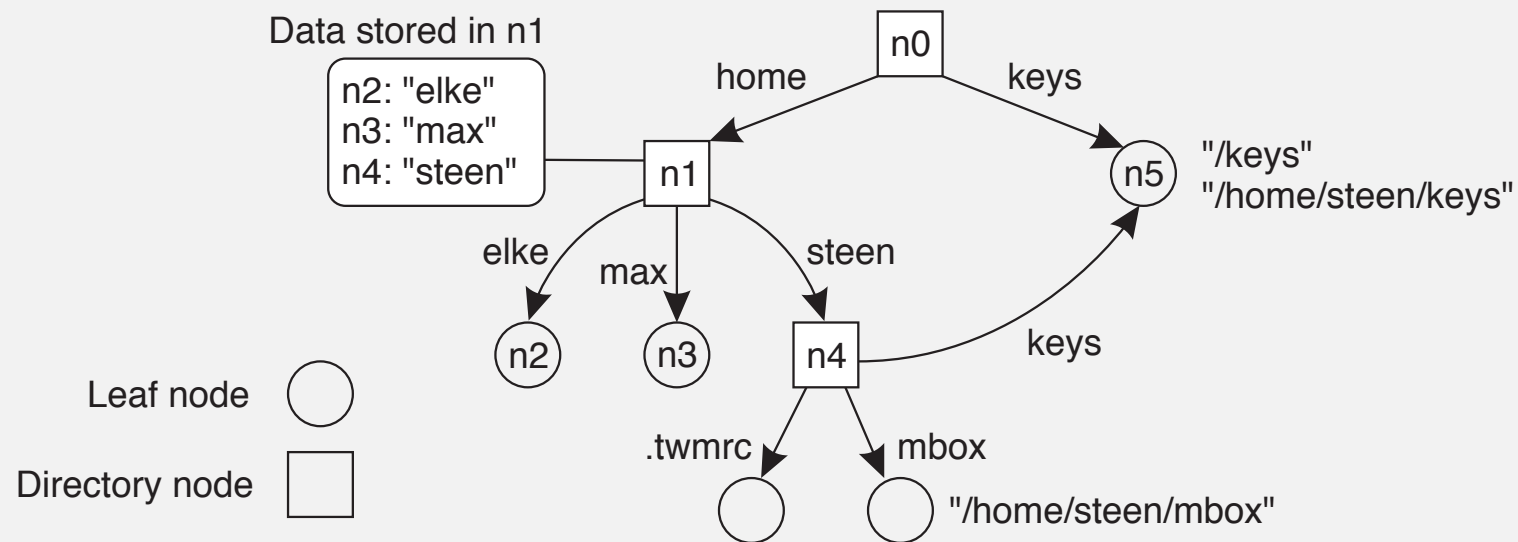 Data stored in n1
n0
n2: "elke"
n3: "max"
n4: "steen"
home
keys
n1
n5
"/keys"
"/home/steen/keys"
elke
max
steen
n2
n3
n4
keys
Leaf node
.twmrc
mbox
Directory node
"/home/steen/mbox"